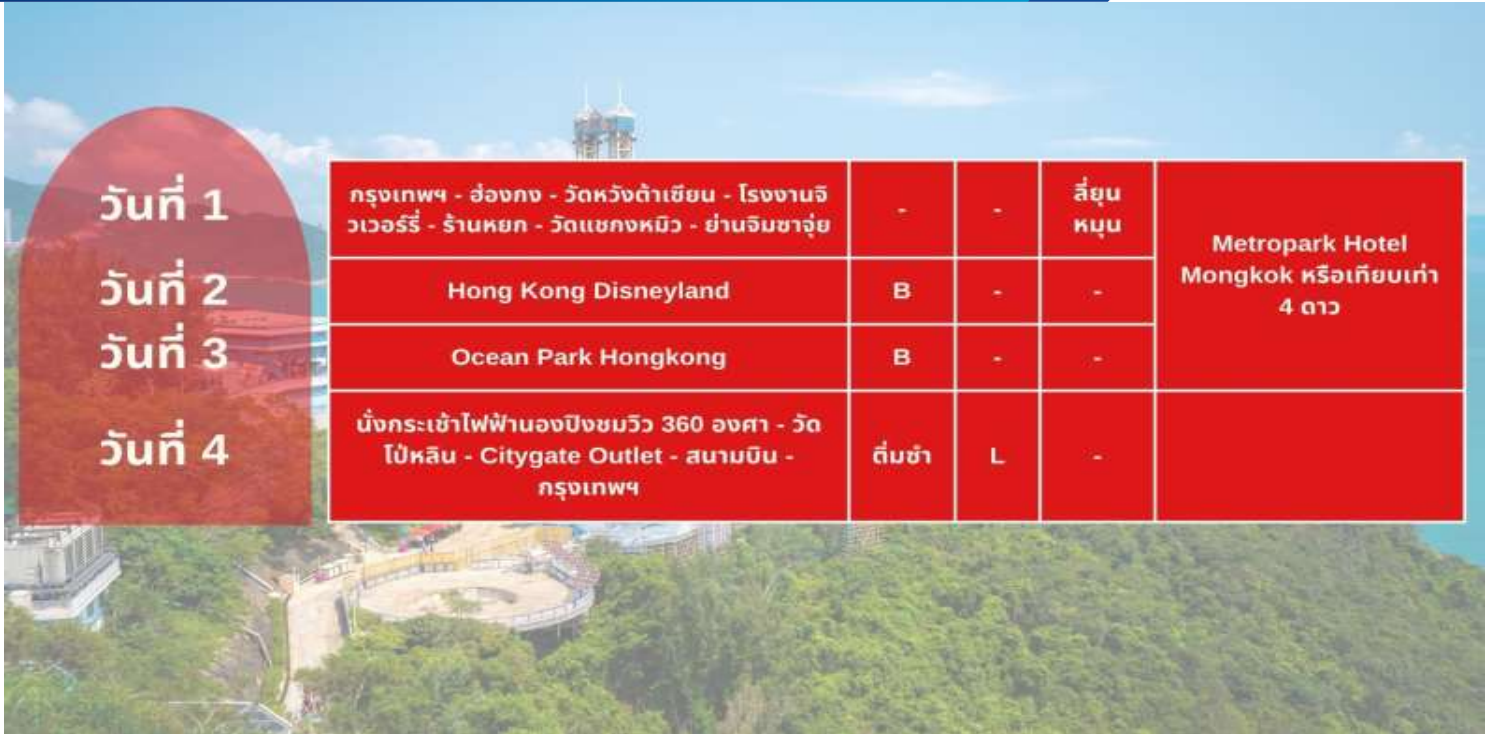 วันที่ 1
กรุงเทพฯ - ฮ่องกง - วัดหวังต้าเซียน - โรงงานจิ
วเวอร์รี่ - ร้านหยก - วัดแชกงหมิว - ย่านจิมซาจุ่ย
-
-
ลี่ยุน
หมุน
Metropark Hotel
Mongkok หรือเทียบเท่า
4 ดาว
วันที่ 2
Hong Kong Disneyland
B
-
-
วันที่ 3
Ocean Park Hongkong
B
-
-
วันที่ 4
นั่งกระเช้าไฟฟ้านองปิงชมวิว 360 องศา - วัด
โป่หลิน - Citygate Outlet - สนามบิน -
กรุงเทพฯ
ติ่มซำ
L
-